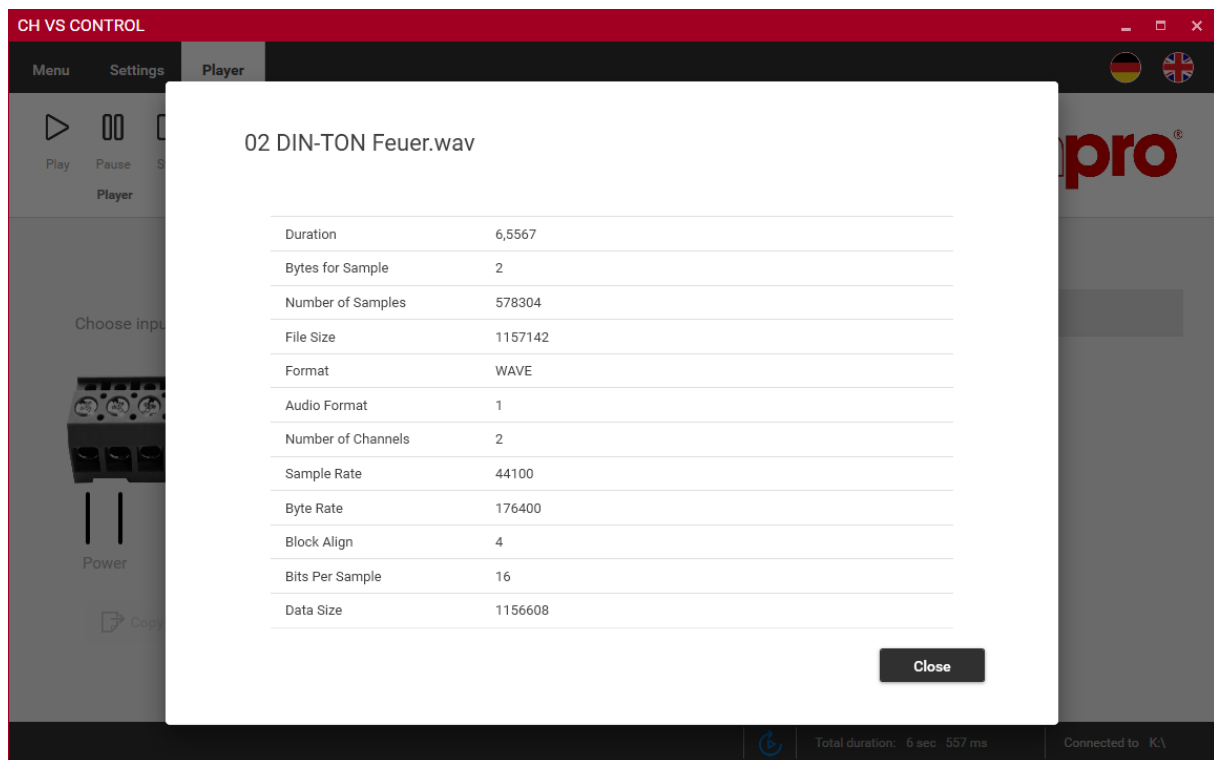 CH VS CONTROL
Menu Settings Player
Play Pause
Player
pro®
02 DIN-TON Feuer.wav
Duration 6,5567
Bytes for Sample 2
Number of Samples 578304
File Size 1157142
Format WAVE
Audio Format 1
Number of Channels 2
Sample Rate 44100
Byte Rate 176400
Block Align 4
Bits Per Sample 16
Data Size 1156608
Close
Choose inpu
Power
Copy
Total duration: 6 sec 557 ms Connected to K:\